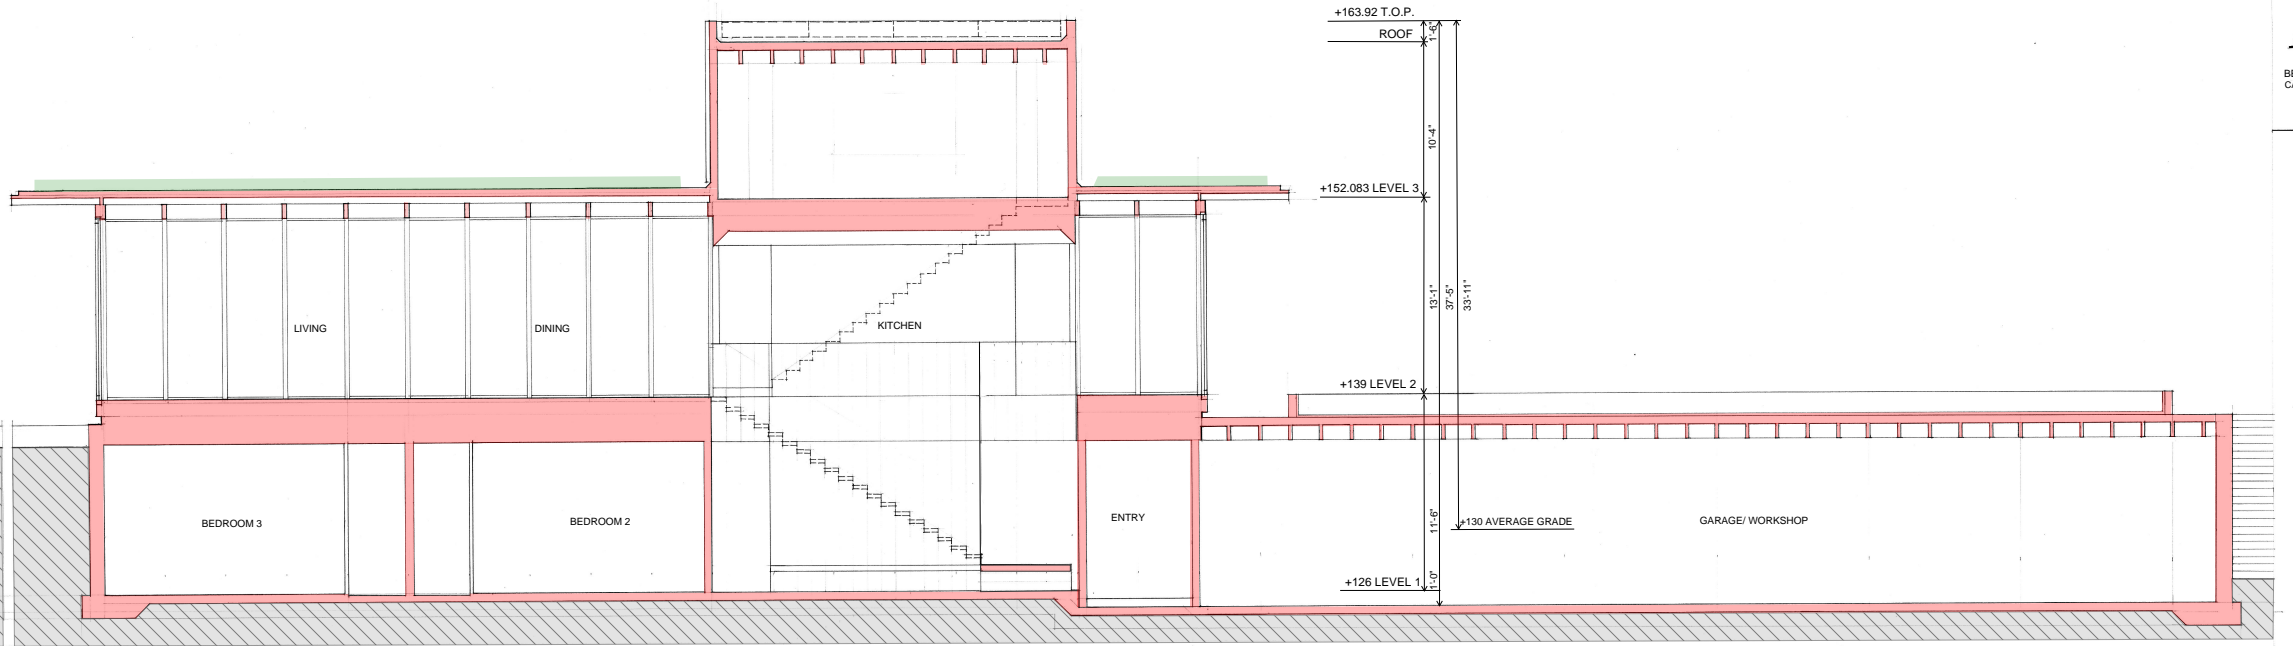 +163.92 T.O.P.
ROOF
1'-6"
10'-4"
+152.083 LEVEL 3
13'-1"
37'-5"
33'-11"
LIVING
DINING
KITCHEN
+139 LEVEL 2
BEDROOM 3
BEDROOM 2
ENTRY
11'-6"
+130 AVERAGE GRADE
GARAGE/ WORKSHOP
+126 LEVEL 1
1'-0"